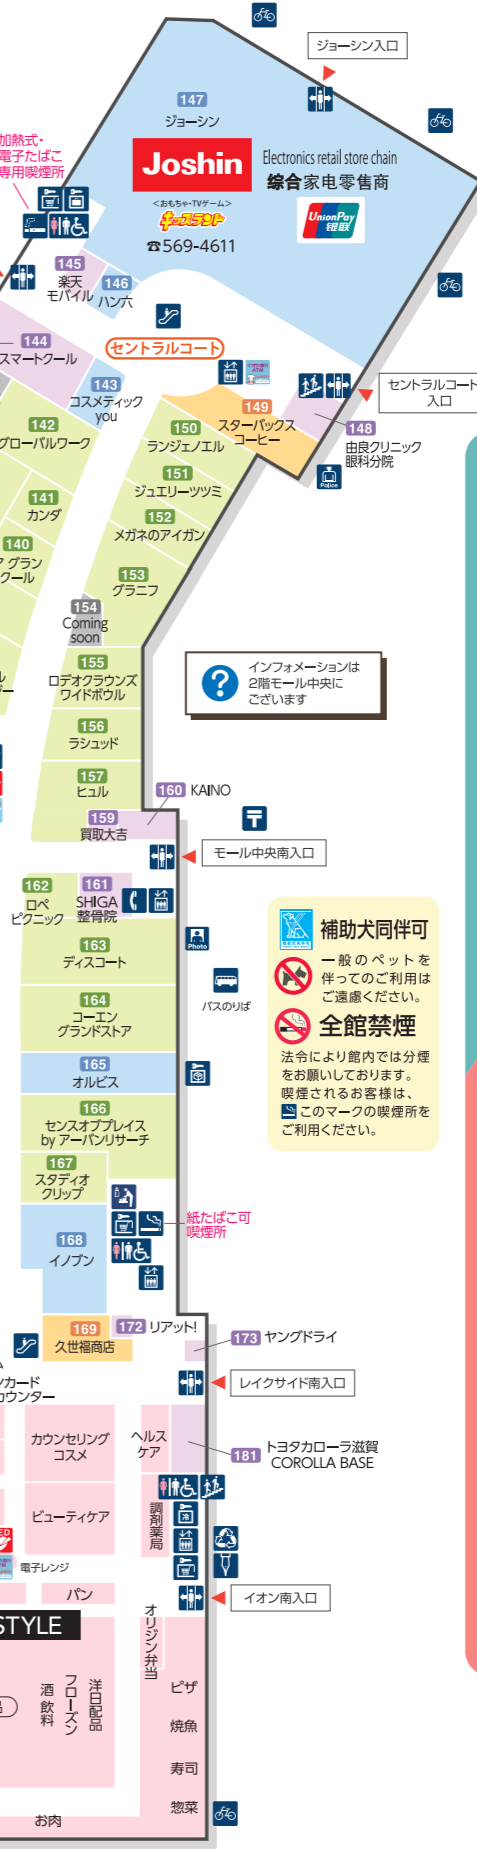 ジョーシン入口
147
ジョーシン
Joshin
Electronics retail store chain
综合家电零售商
<おもちゃ・TVゲーム>
キッズランド
UnionPay
银联
☎569-4611
加熱式・
電子たばこ
専用喫煙所
145
楽天
モバイル
146
ハン六
144
スマートクール
セントラルコート
143
コスメティック
you
セントラルコート
入口
149
スターバックス
コーヒー
148
由良クリニック
眼科分院
Police
142
グローバルワーク
150
ランジェノエル
151
ジュエリーツツミ
141
カンダ
152
メガネのアイガン
140
グラン
クール
153
グラニフ
154
Coming
soon
155
ロデオクラウンズ
ワイドボウル
インフォメーションは
2階モール中央に
ございます
156
ラシュッド
157
ヒュル
160 KAINO
159
買取大吉
モール中央南入口
162
ロペ
ピクニック
161
SHIGA
整骨院
163
ディスコート
Photo
バスのりば
補助犬同伴可
一般のペットを
伴ってのご利用は
ご遠慮ください。
全館禁煙
法令により館内では分煙
をお願いしております。
喫煙されるお客様は、
このマークの喫煙所を
ご利用ください。
164
コーエン
グランドストア
165
オルビス
166
センスオブプレイス
by アーバンリサーチ
167
スタディオ
クリップ
紙たばこ可
喫煙所
168
イノブン
169
久世福商店
172 リアット!
173 ヤングドライ
カード
カウンター
レイクサイド南入口
カウンセリング
コスメ
ヘルス
ケア
181 トヨタカローラ滋賀
COROLLA BASE
ビューティケア
調剤薬局
電子レンジ
パン
イオン南入口
STYLE
オリジン弁当
洋日配品
フローズン
酒 飲料
ピザ
焼魚
寿司
惣菜
お肉